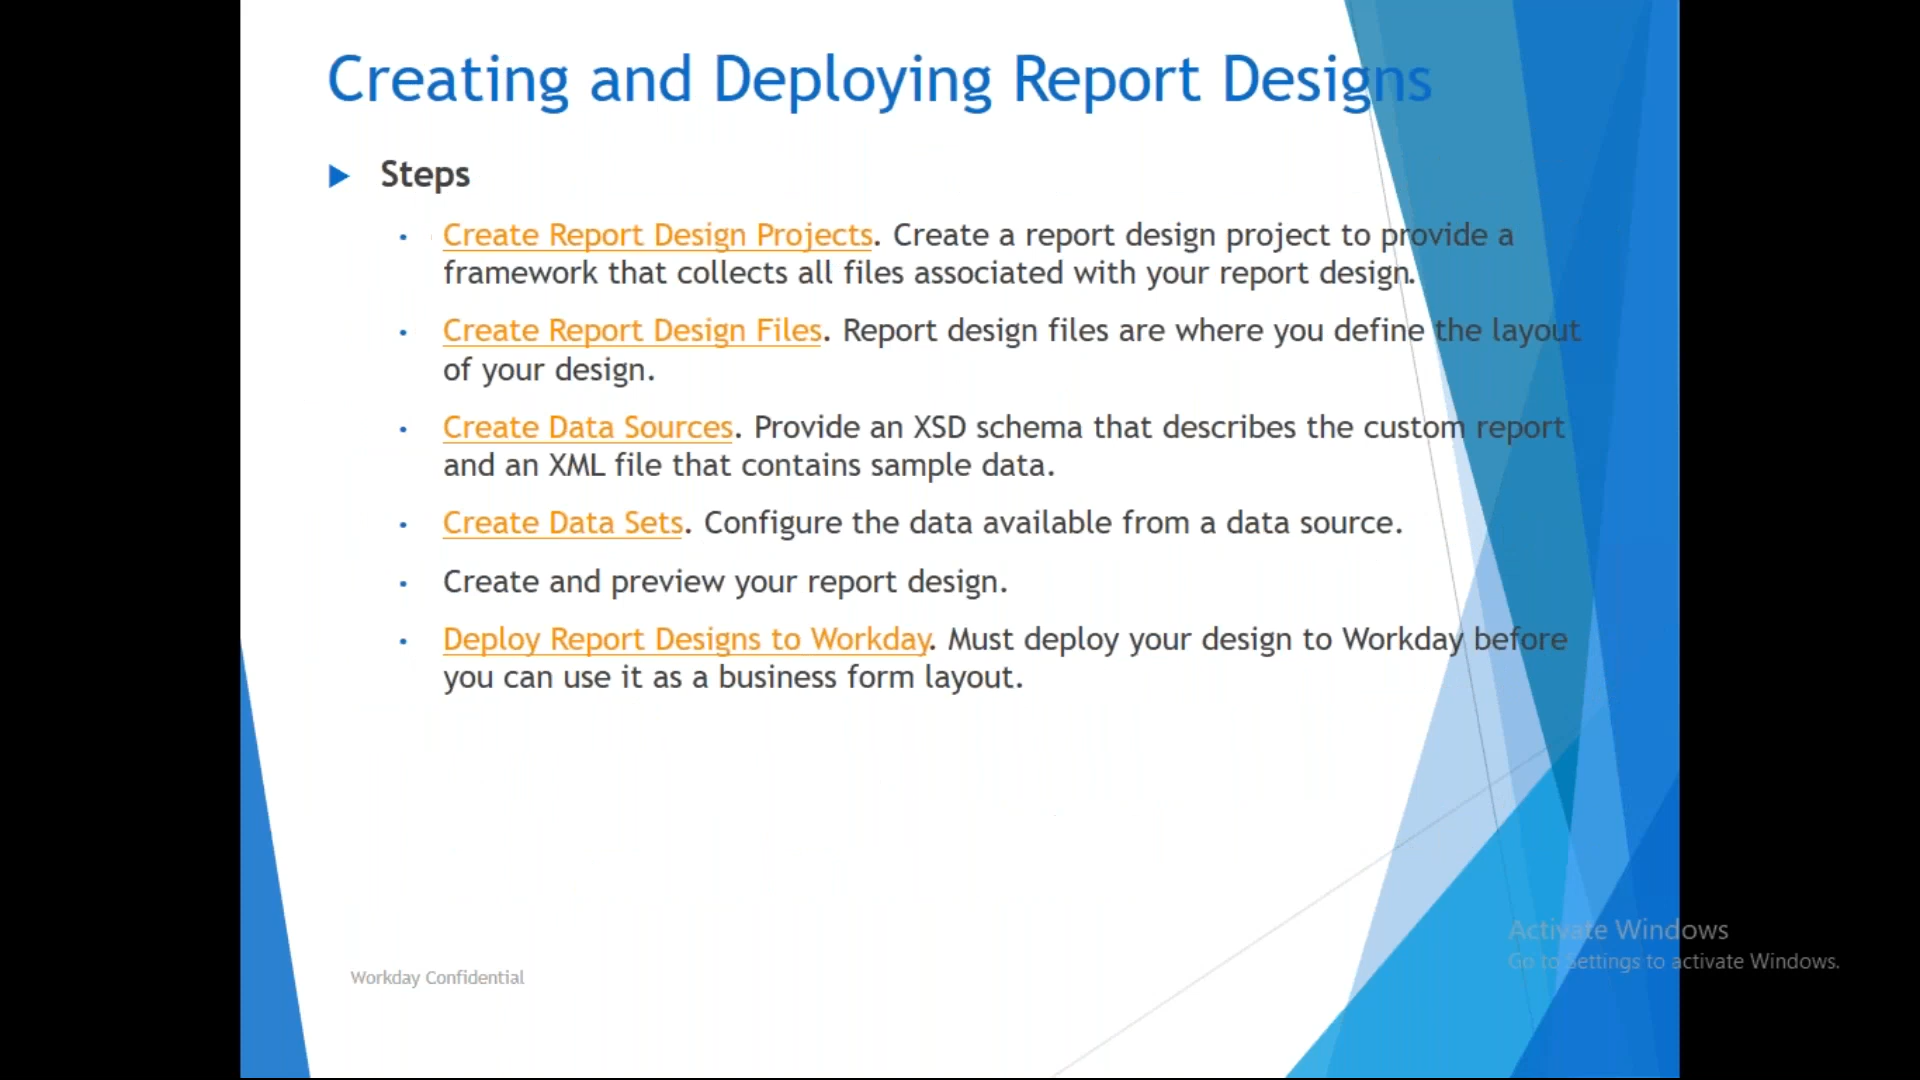 Creating and Deploying Report Designs
Steps
Create Report Design Projects. Create a report design project to provide a
framework that collects all files associated with your report design.
Create Report Design Files. Report design files are where you define the layout
of your design.
Create Data Sources. Provide an XSD schema that describes the custom report
and an XML file that contains sample data.
Create Data Sets. Configure the data available from a data source.
Create and preview your report design.
Deploy Report Designs to Workday. Must deploy your design to Workday before
you can use it as a business form layout.
Activate Windows
Go to Settings to activate Windows.
Workday Confidential